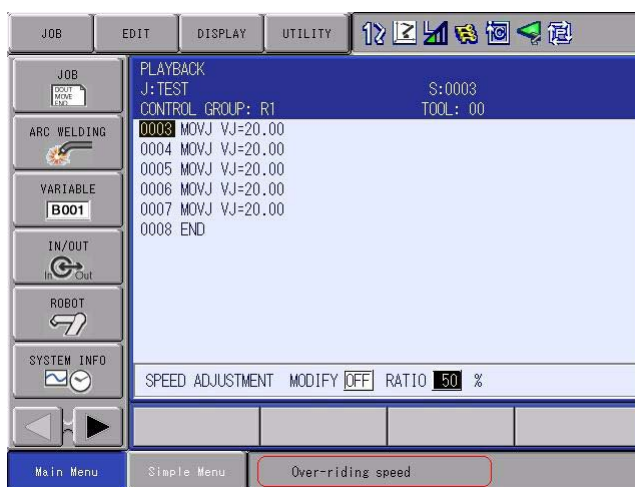 JOB EDIT DISPLAY UTILITY
JOB
DOUT
MOVE
END
ARC WELDING
VARIABLE
B001
IN/OUT
In Out
ROBOT
SYSTEM INFO
PLAYBACK
J:TEST S:0003
CONTROL GROUP: R1 TOOL: 00
0003 MOVJ VJ=20.00
0004 MOVJ VJ=20.00
0005 MOVJ VJ=20.00
0006 MOVJ VJ=20.00
0007 MOVJ VJ=20.00
0008 END
SPEED ADJUSTMENT MODIFY OFF RATIO 50 %
Main Menu Simple Menu Over-riding speed